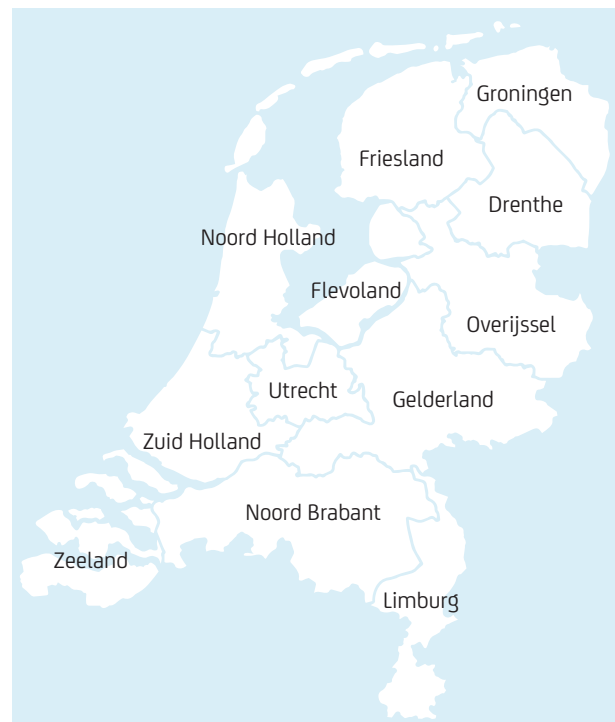 Groningen
Friesland
Drenthe
Noord Holland
Flevoland
Overijssel
Utrecht
Gelderland
Zuid Holland
Noord Brabant
Zeeland
Limburg